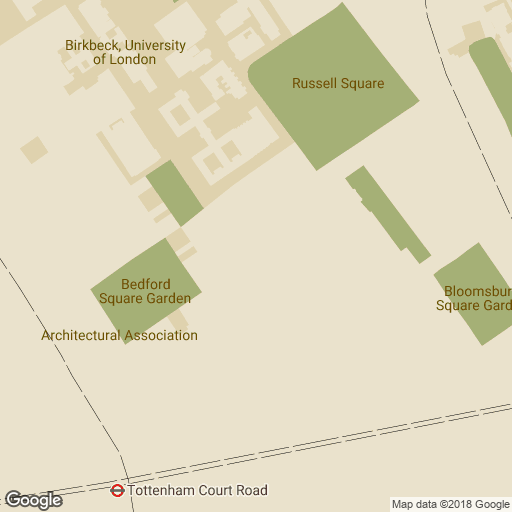 Birkbeck, University
of London
Russell Square
Bedford
Square Garden
Bloomsbur
Square Gard
Architectural Association
Tottenham Court Road
Google
Map data ©2018 Google